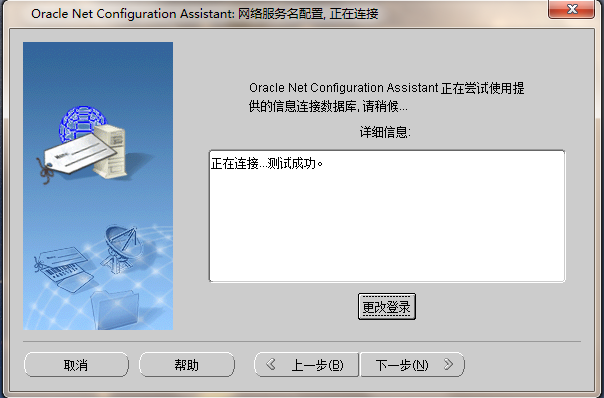 Oracle Net Configuration Assistant: 网络服务名配置, 正在连接
Oracle Net Configuration Assistant 正在尝试使用提
供的信息连接数据库, 请稍候...
详细信息:
正在连接...测试成功。
更改登录
取消
帮助
上一步(B)
下一步(N)